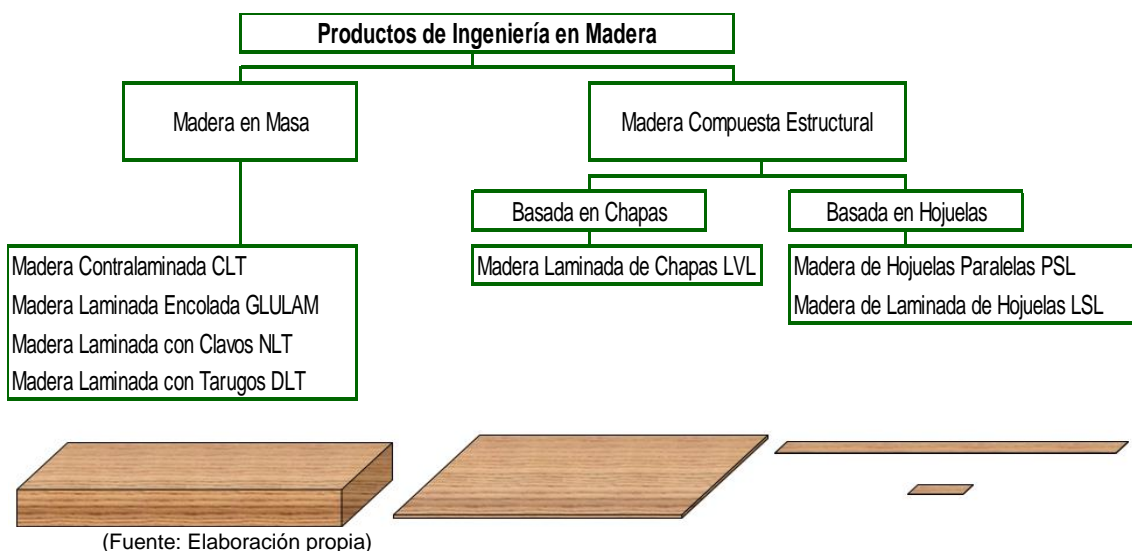 Productos de Ingeniería en Madera
Madera en Masa
Madera Compuesta Estructural
Basada en Chapas
Basada en Hojuelas
Madera Contralaminada CLT
Madera Laminada Encolada GLULAM
Madera Laminada con Clavos NLT
Madera Laminada con Tarugos DLT
Madera Laminada de Chapas LVL
Madera de Hojuelas Paralelas PSL
Madera de Laminada de Hojuelas LSL
(Fuente: Elaboración propia)